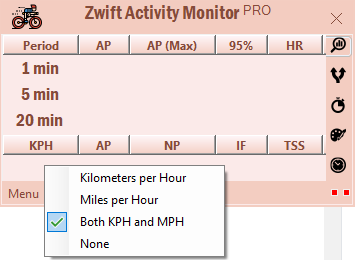 Zwift Activity Monitor PRO
Period AP AP (Max) 95% HR
1 min
5 min
20 min
KPH AP NP IF TSS
Menu
Kilometers per Hour
Miles per Hour
Both KPH and MPH
None